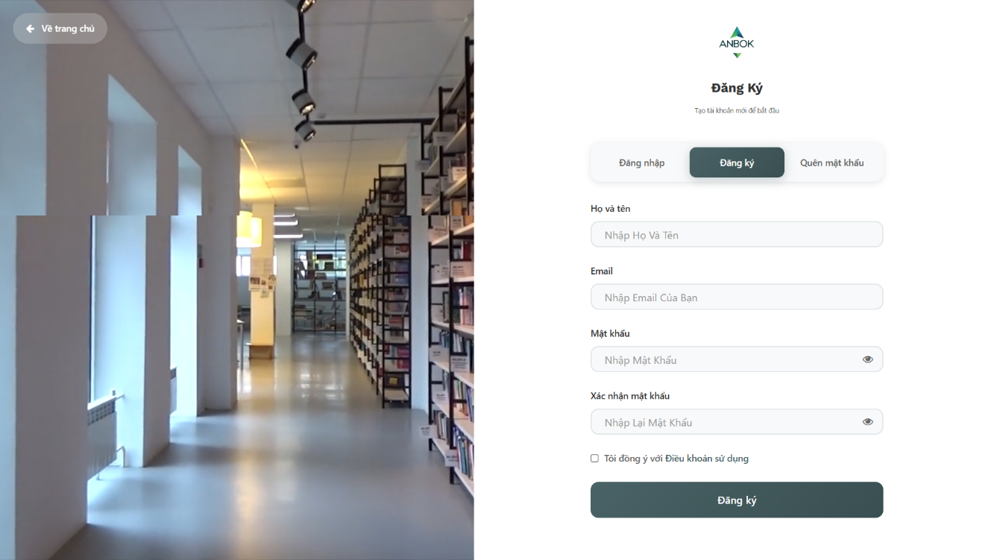 Về trang chủ
ANBOK
Đăng Ký
Tạo tài khoản mới để bắt đầu
Đăng nhập
Đăng ký
Quên mật khẩu
Họ và tên
Nhập Họ Và Tên
Email
Nhập Email Của Bạn
Mật khẩu
Nhập Mật Khẩu
Xác nhận mật khẩu
Nhập Lại Mật Khẩu
Tôi đồng ý với Điều khoản sử dụng
Đăng ký